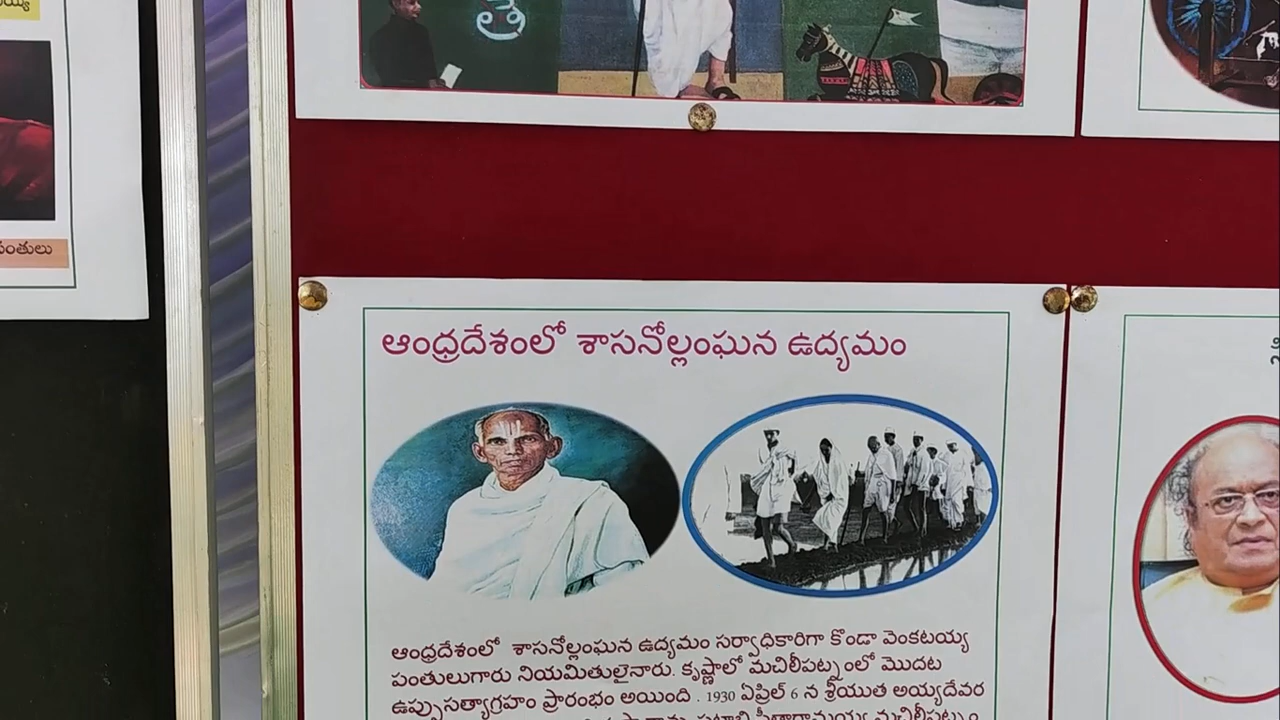 తె
పంతులు
ఆంధ్రదేశంలో శాసనోల్లంఘన ఉద్యమం
ఆంధ్రదేశంలో శాసనోల్లంఘన ఉద్యమం సర్వాధికారిగా కొండా వెంకటయ్య
పంతులుగారు నియమితులైనారు. కృష్ణాలో మచిలీపట్నంలో మొదట
ఉప్పుసత్యాగ్రహం ప్రారంభం అయింది . 1930 ఏప్రిల్ 6 న శ్రీయుత అయ్యదేవర